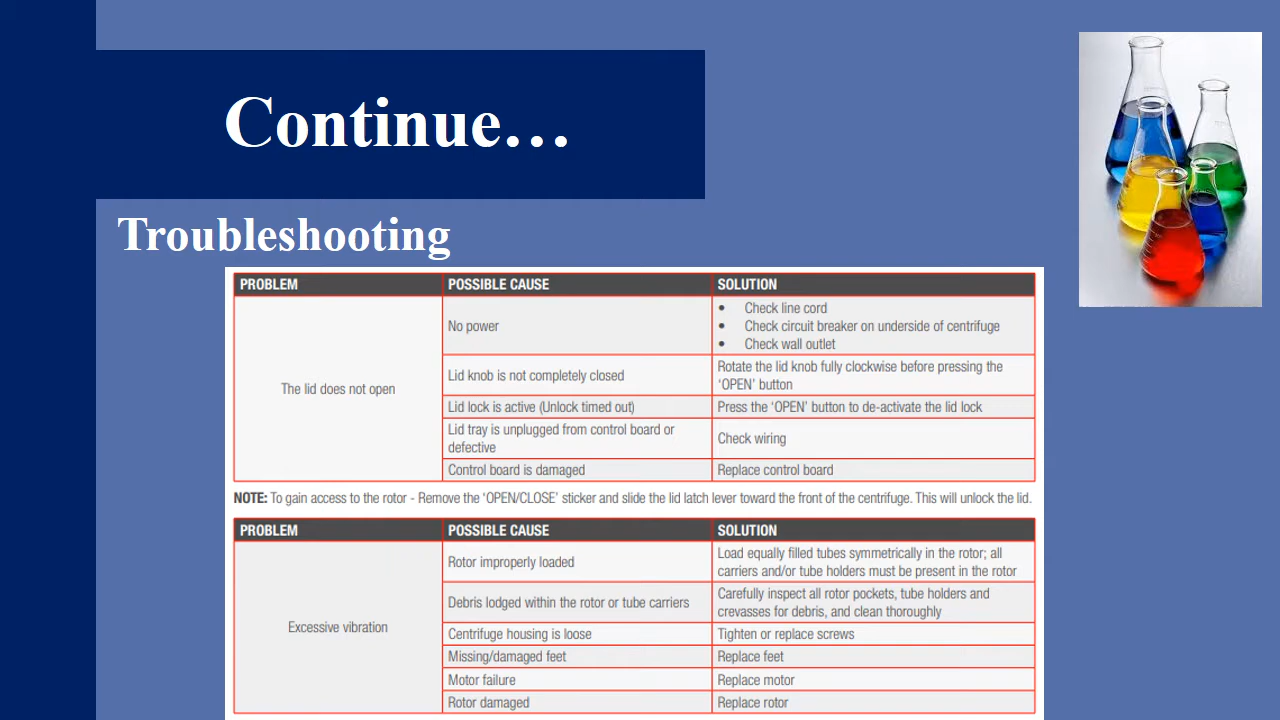 Continue…
Troubleshooting
PROBLEM POSSIBLE CAUSE SOLUTION
The lid does not open
No power
• Check line cord
• Check circuit breaker on underside of centrifuge
• Check wall outlet
Lid knob is not completely closed
Rotate the lid knob fully clockwise before pressing the
‘OPEN’ button
Lid lock is active (Unlock timed out)
Press the ‘OPEN’ button to de-activate the lid lock
Lid tray is unplugged from control board or
defective
Check wiring
Control board is damaged
Replace control board
NOTE: To gain access to the rotor - Remove the ‘OPEN/CLOSE’ sticker and slide the lid latch lever toward the front of the centrifuge. This will unlock the lid.
PROBLEM POSSIBLE CAUSE SOLUTION
Excessive vibration
Rotor improperly loaded
Load equally filled tubes symmetrically in the rotor; all
carriers and/or tube holders must be present in the rotor
Debris lodged within the rotor or tube carriers
Carefully inspect all rotor pockets, tube holders and
crevasses for debris, and clean thoroughly
Centrifuge housing is loose
Tighten or replace screws
Missing/damaged feet
Replace feet
Motor failure
Replace motor
Rotor damaged
Replace rotor